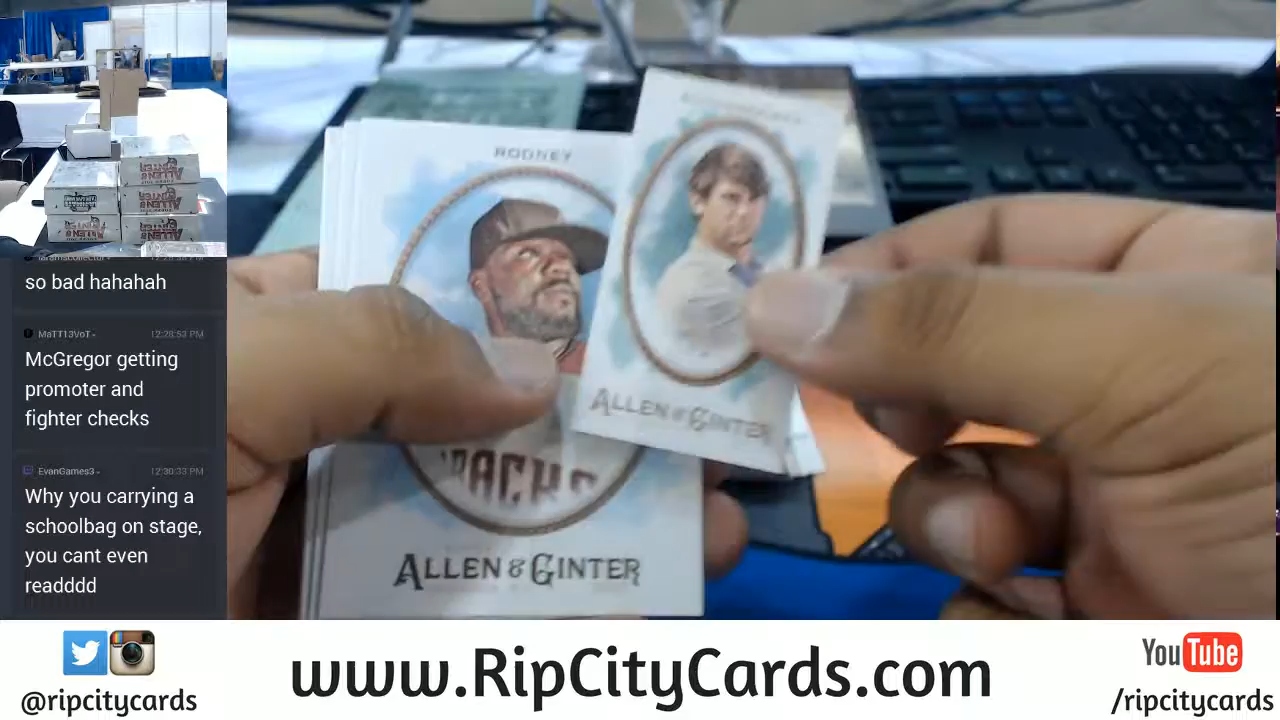 so bad hahahah
MaTT13VoT
12:28:53 PM
McGregor getting
promoter and
fighter checks
EvanGames3
12:30:33 PM
Why you carrying a
schoolbag on stage,
you cant even
readddd
RODNEY
ALLEN & GINTER
ALLEN & GINTER
@ripcitycards
www.RipCityCards.com
YouTube
/ripcitycards